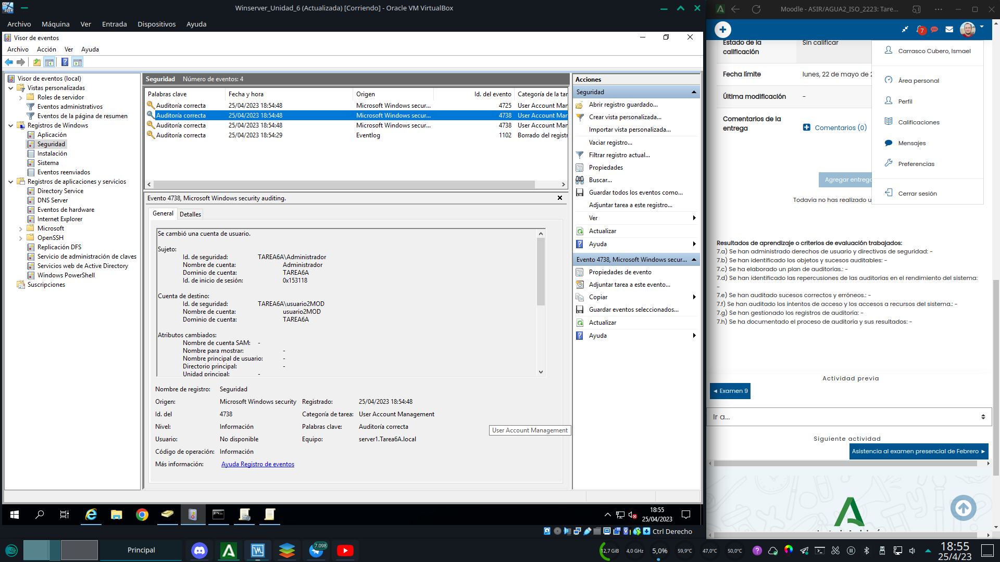 Winserver_Unidad_6 (Actualizada) [Corriendo] - Oracle VM VirtualBox
Archivo Máquina Ver Entrada Dispositivos Ayuda
Visor de eventos
Archivo Acción Ver Ayuda
Visor de eventos (local)
Vistas personalizadas
Roles de servidor
Eventos administrativos
Eventos de la página de resumen
Registros de Windows
Aplicación
Seguridad
Instalación
Sistema
Eventos reenviados
Registros de aplicaciones y servicios
Directory Service
DNS Server
Eventos de hardware
Internet Explorer
Microsoft
OpenSSH
Replicación DFS
Servicio de administración de claves
Servicios web de Active Directory
Windows PowerShell
Suscripciones
Seguridad Número de eventos: 4
Palabras clave Fecha y hora Origen Id. del evento Categoría de la tar
Auditoría correcta 25/04/2023 18:54:48 Microsoft Windows secur... 4725 User Account Mar
Auditoría correcta 25/04/2023 18:54:48 Microsoft Windows secur... 4738 User Account Mar
Auditoría correcta 25/04/2023 18:54:48 Microsoft Windows secur... 4738 User Account Mar
Auditoría correcta 25/04/2023 18:54:29 Eventlog 1102 Borrado del registr
Evento 4738, Microsoft Windows security auditing.
General Detalles
Se cambió una cuenta de usuario.
Sujeto:
Id. de seguridad: TAREA6A\Administrador
Nombre de cuenta: Administrador
Dominio de cuenta: TAREA6A
Id. de inicio de sesión: 0x153118
Cuenta de destino:
Id. de seguridad: TAREA6A\usuario2MOD
Nombre de cuenta: usuario2MOD
Dominio de cuenta: TAREA6A
Atributos cambiados:
Nombre de cuenta SAM: -
Nombre para mostrar: -
Nombre principal de usuario: -
Directorio principal: -
Unidad principal: -
Nombre de registro: Seguridad
Origen: Microsoft Windows security Registrado: 25/04/2023 18:54:48
Id. del 4738 Categoría de tarea: User Account Management
Nivel: Información Palabras clave: Auditoría correcta
User Account Management
Usuario: No disponible Equipo: server1.Tarea6A.local
Código de operación: Información
Más información: Ayuda Registro de eventos
Acciones
Seguridad
Abrir registro guardado...
Crear vista personalizada...
Importar vista personalizada...
Vaciar registro...
Filtrar registro actual...
Propiedades
Buscar...
Guardar todos los eventos como...
Adjuntar tarea a este registro...
Ver
Actualizar
Ayuda
Evento 4738, Microsoft Windows secur...
Propiedades de evento
Adjuntar tarea a este evento...
Copiar
Guardar eventos seleccionados...
Actualizar
Ayuda
18:55
25/04/2023
Ctrl Derecho
Moodle - ASIR/AGUA2_ISO_2223: Tare...
7
Estado de la calificación Sin calificar
Fecha límite lunes, 22 de mayo de 2
Última modificación -
Comentarios de la entrega Comentarios (0)
Carrasco Cubero, Ismael
Área personal
Perfil
Calificaciones
Mensajes
Preferencias
Cerrar sesión
Agregar entrega
Todavía no has realizado u
Resultados de aprendizaje o criterios de evaluación trabajados:
7.a) Se han administrado derechos de usuario y directivas de seguridad: -
7.b) Se han identificado los objetos y sucesos auditables: -
7.c) Se ha elaborado un plan de auditorías.: -
7.d) Se han identificado las repercusiones de las auditorias en el rendimiento del sistema:
-
7.e) Se han auditado sucesos correctos y erróneos.: -
7.f) Se han auditado los intentos de acceso y los accesos a recursos del sistema.: -
7.g) Se han gestionado los registros de auditoría: -
7.h) Se ha documentado el proceso de auditoría y sus resultados: -
Actividad previa
◄ Examen 9
Ir a...
Siguiente actividad
Asistencia al examen presencial de Febrero ►
Principal
7.098
12,7 GiB 4,0 GHz 5,0% 59,9°C 47,0°C 50,0°C
18:55
25/4/23